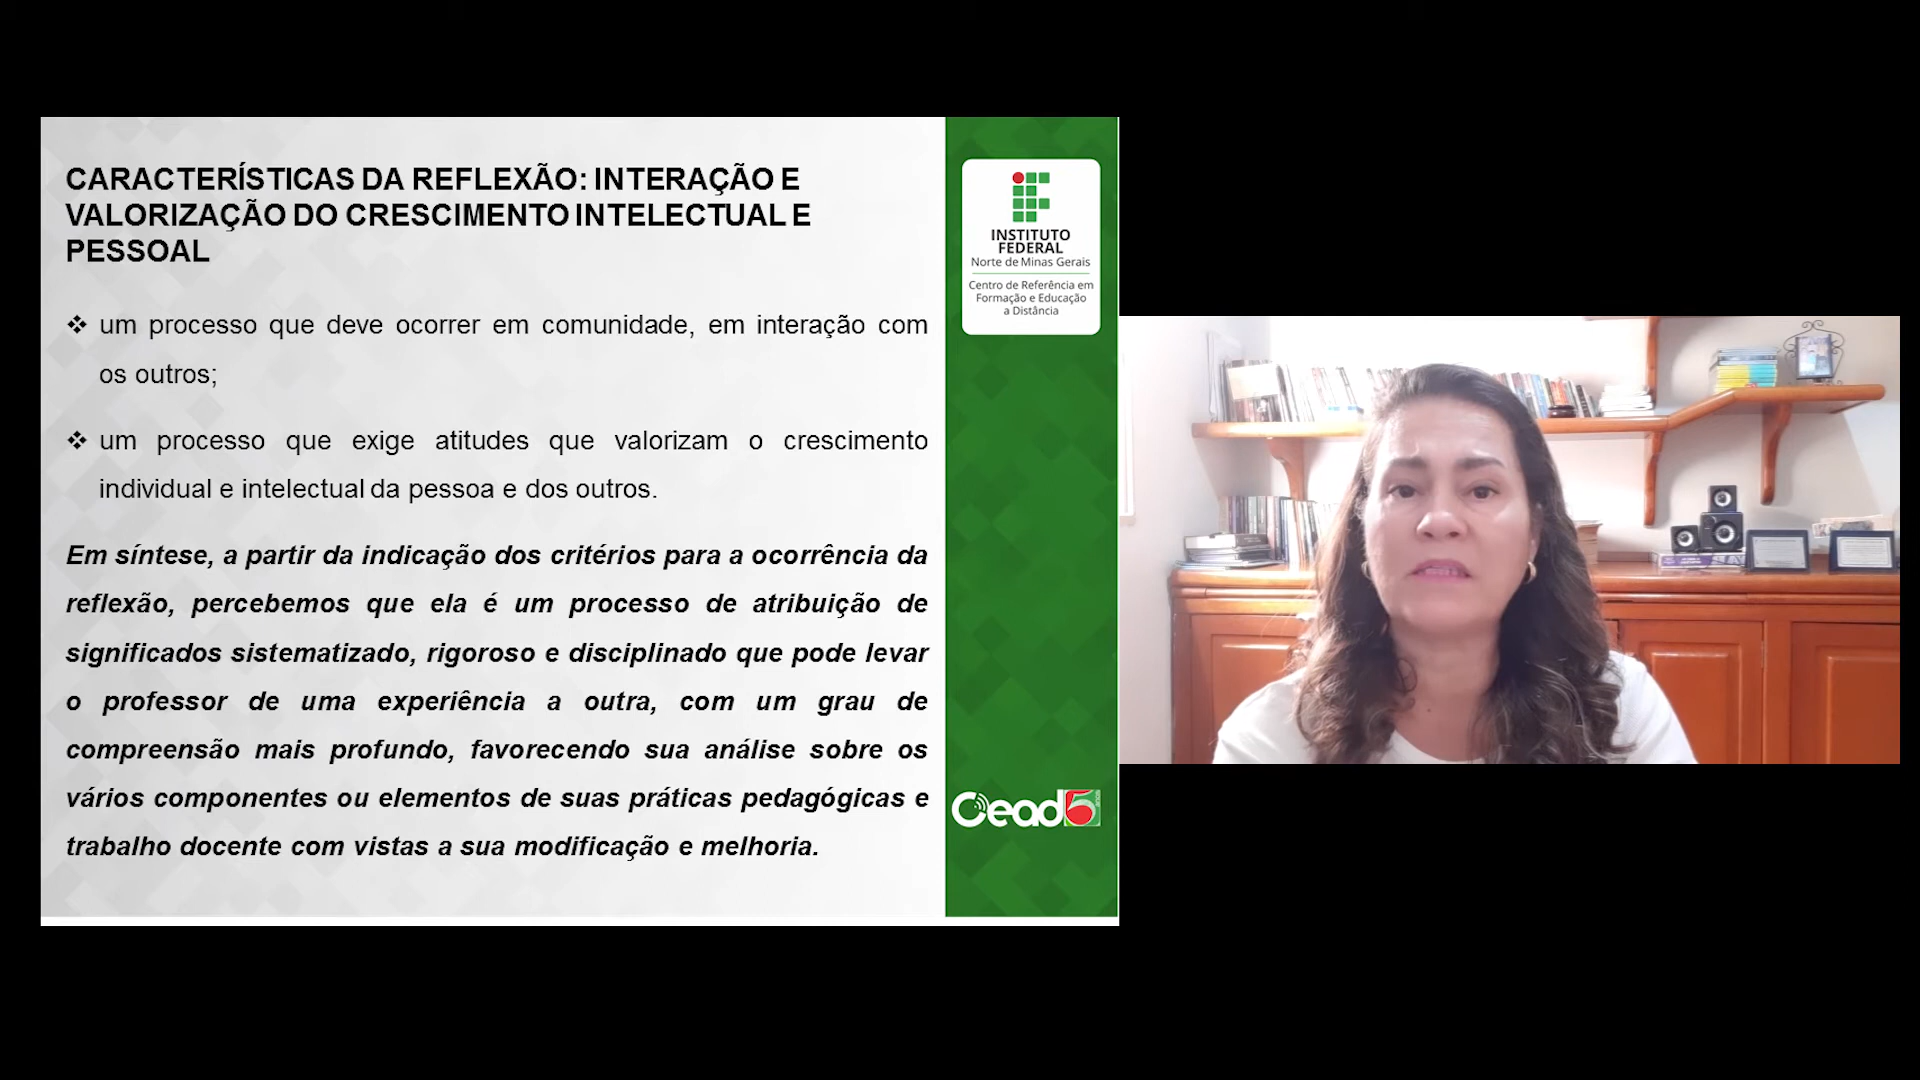 CARACTERÍSTICAS DA REFLEXÃO: INTERAÇÃO E
VALORIZAÇÃO DO CRESCIMENTO INTELECTUAL E
PESSOAL
❖ um processo que deve ocorrer em comunidade, em interação com
os outros;
❖ um processo que exige atitudes que valorizam o crescimento
individual e intelectual da pessoa e dos outros.
Em síntese, a partir da indicação dos critérios para a ocorrência da
reflexão, percebemos que ela é um processo de atribuição de
significados sistematizado, rigoroso e disciplinado que pode levar
o professor de uma experiência a outra, com um grau de
compreensão mais profundo, favorecendo sua análise sobre os
vários componentes ou elementos de suas práticas pedagógicas e
trabalho docente com vistas a sua modificação e melhoria.
INSTITUTO
FEDERAL
Norte de Minas Gerais
Centro de Referência em
Formação e Educação
a Distância
Cead 5